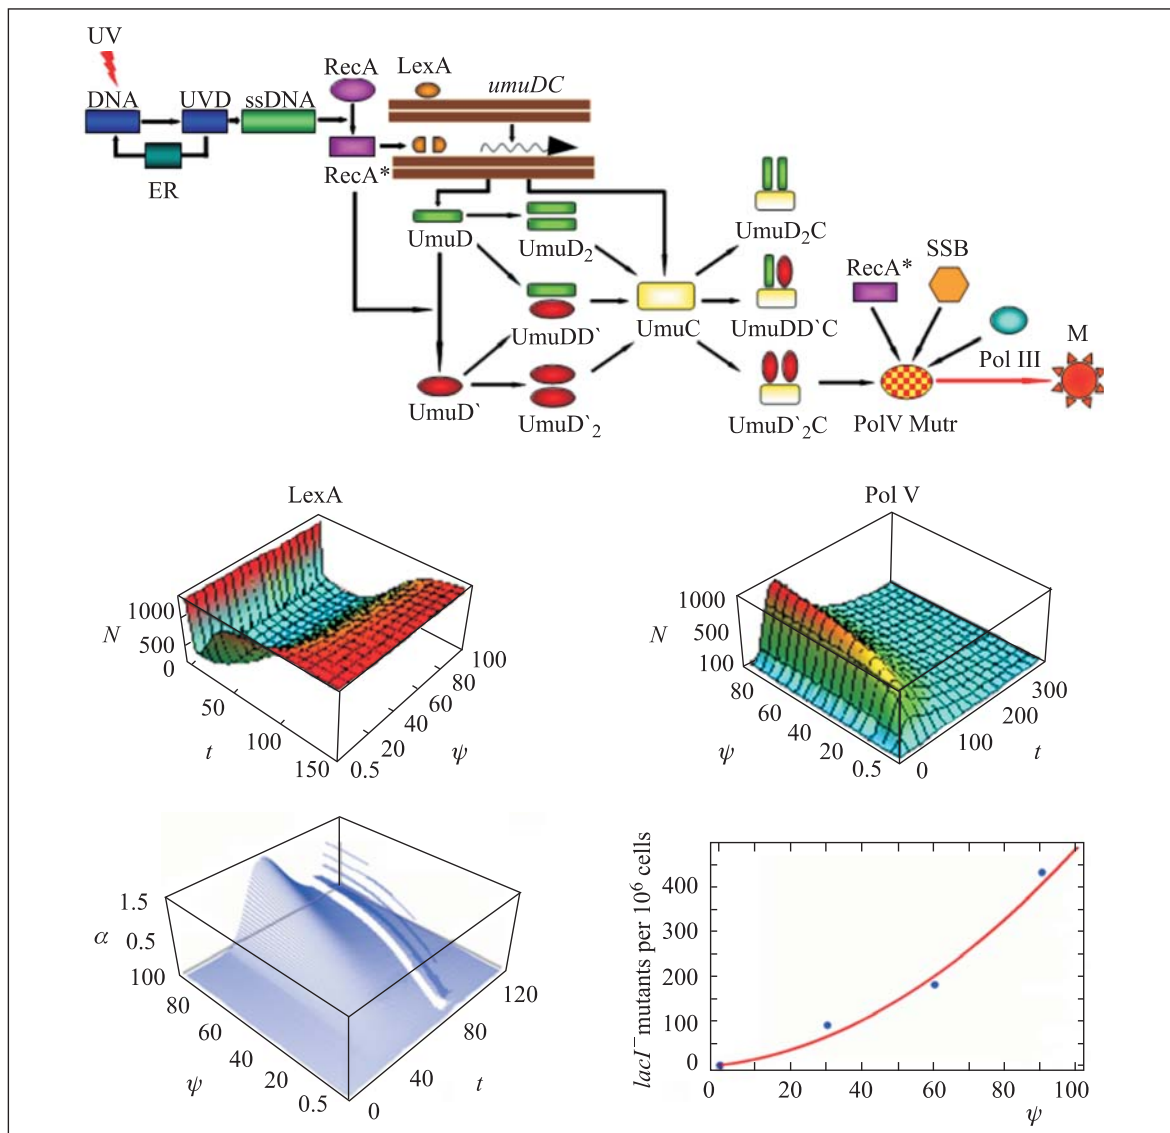 UV
RecA LexA umuDC
DNA UVD ssDNA
ER RecA*
UmuD UmuD₂ UmuD₂C
RecA* SSB
UmuDD` UmuC UmuDD`C
Pol III M
UmuD` UmuD`₂ UmuD`₂C PolV Mutr
LexA
N
1000
500
0
50
100
150
t
0.5
20
40
60
80
100
ψ
Pol V
N
1000
500
100
80
60
40
20
0.5
ψ
0
100
200
300
t
α
1.5
0.5
100
80
60
40
20
0.5
ψ
0
40
80
120
t
lacI⁻ mutants per 10⁶ cells
400
300
200
100
0
0 20 40 60 80 100
ψ